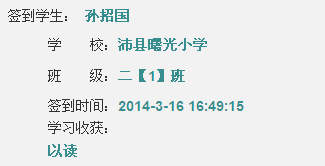 签到学生： 孙招国
学　　校：沛县曙光小学
班　　级：二【1】班
签到时间：2014-3-16 16:49:15
学习收获：
以读